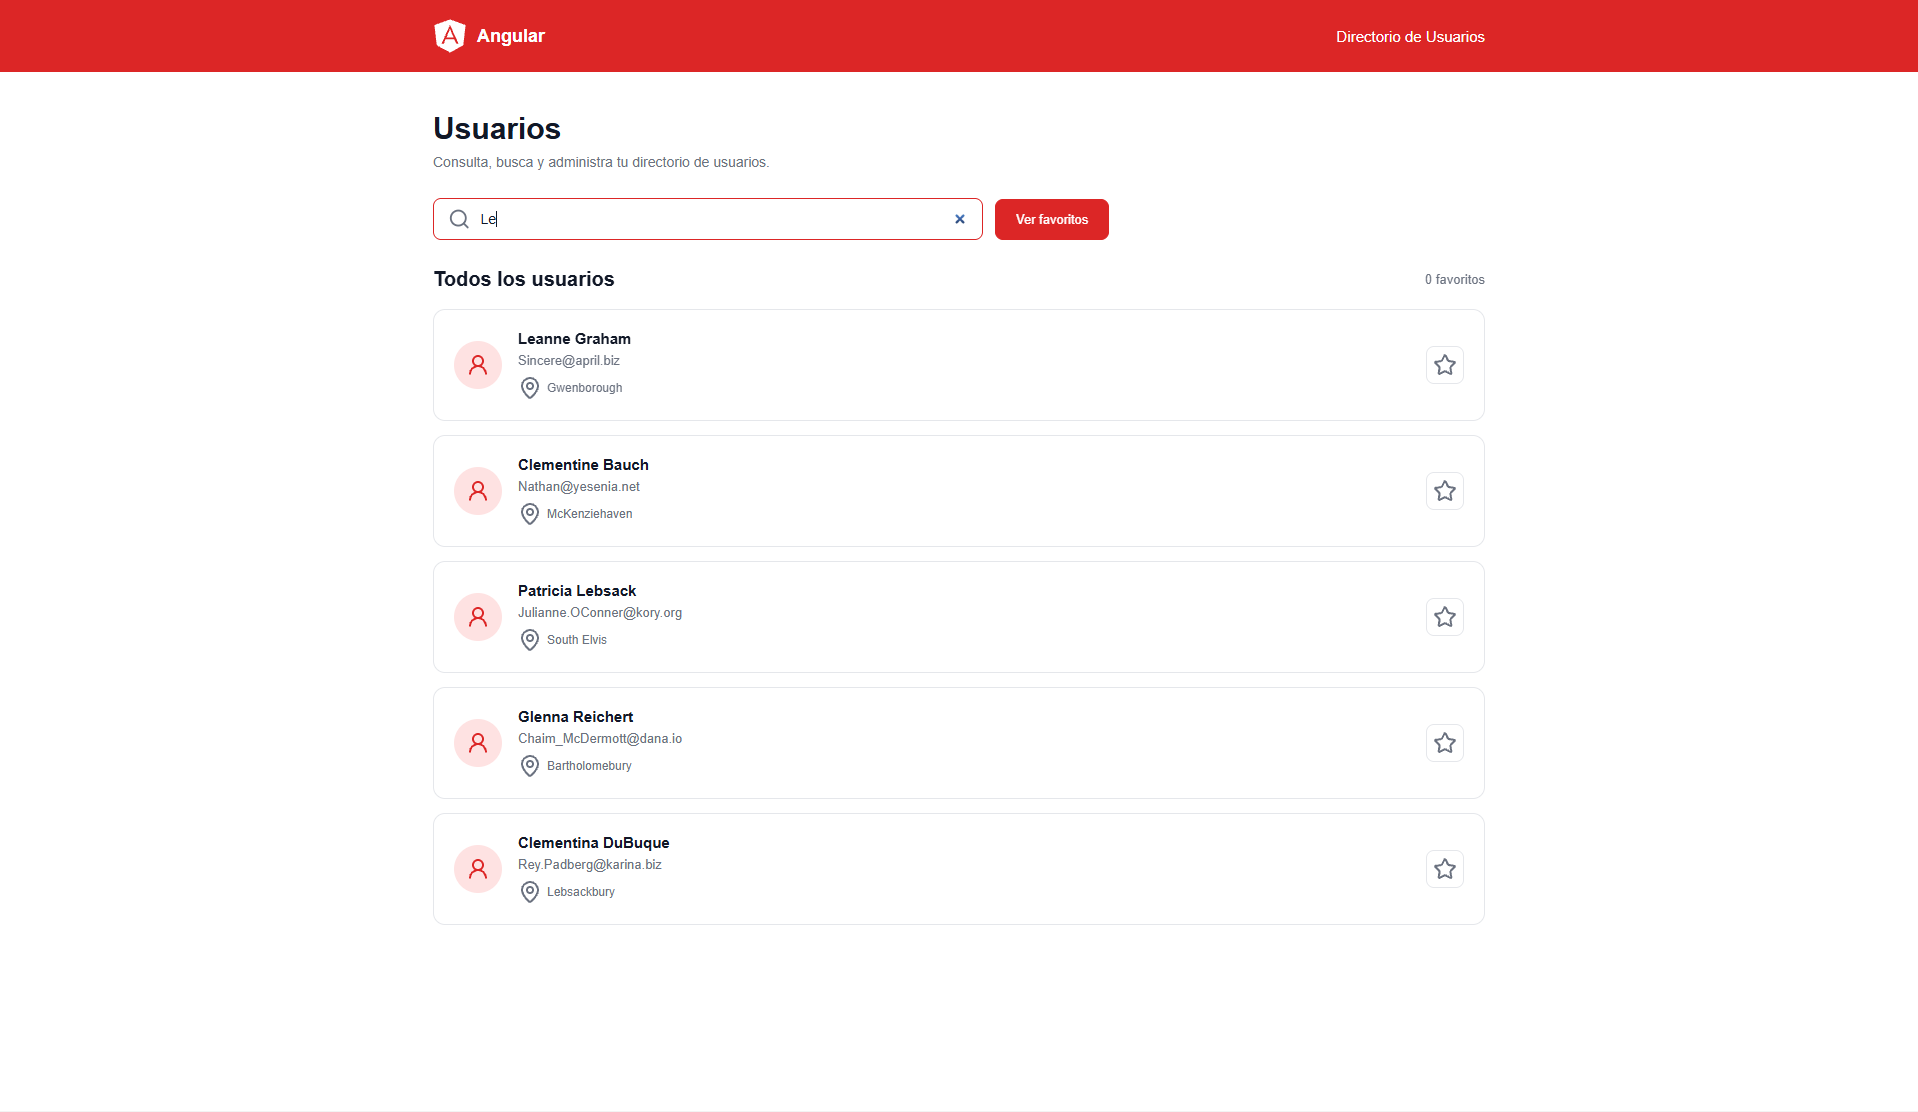 Angular
Directorio de Usuarios
Usuarios
Consulta, busca y administra tu directorio de usuarios.
Le
Ver favoritos
Todos los usuarios
0 favoritos
Leanne Graham
Sincere@april.biz
Gwenborough
Clementine Bauch
Nathan@yesenia.net
McKenziehaven
Patricia Lebsack
Julianne.OConner@kory.org
South Elvis
Glenna Reichert
Chaim_McDermott@dana.io
Bartholomebury
Clementina DuBuque
Rey.Padberg@karina.biz
Lebsackbury